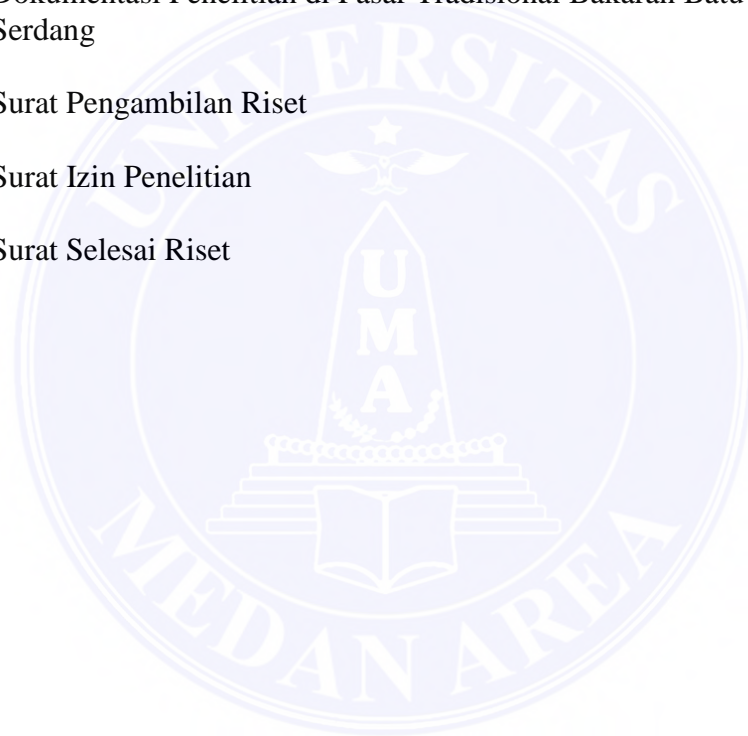 Dokumentasi Penelitian di Pasar Tradisional Bakaran Batu
Serdang
Surat Pengambilan Riset
Surat Izin Penelitian
Surat Selesai Riset
UNIVERSITAS
UMA
MEDAN AREA